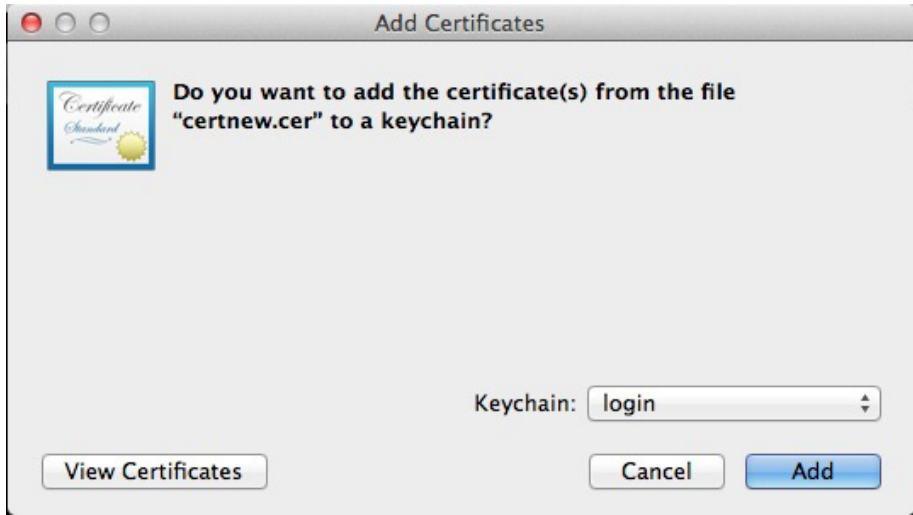 Add Certificates
Certificate
Standard
Do you want to add the certificate(s) from the file
“certnew.cer” to a keychain?
Keychain: login
View Certificates Cancel Add